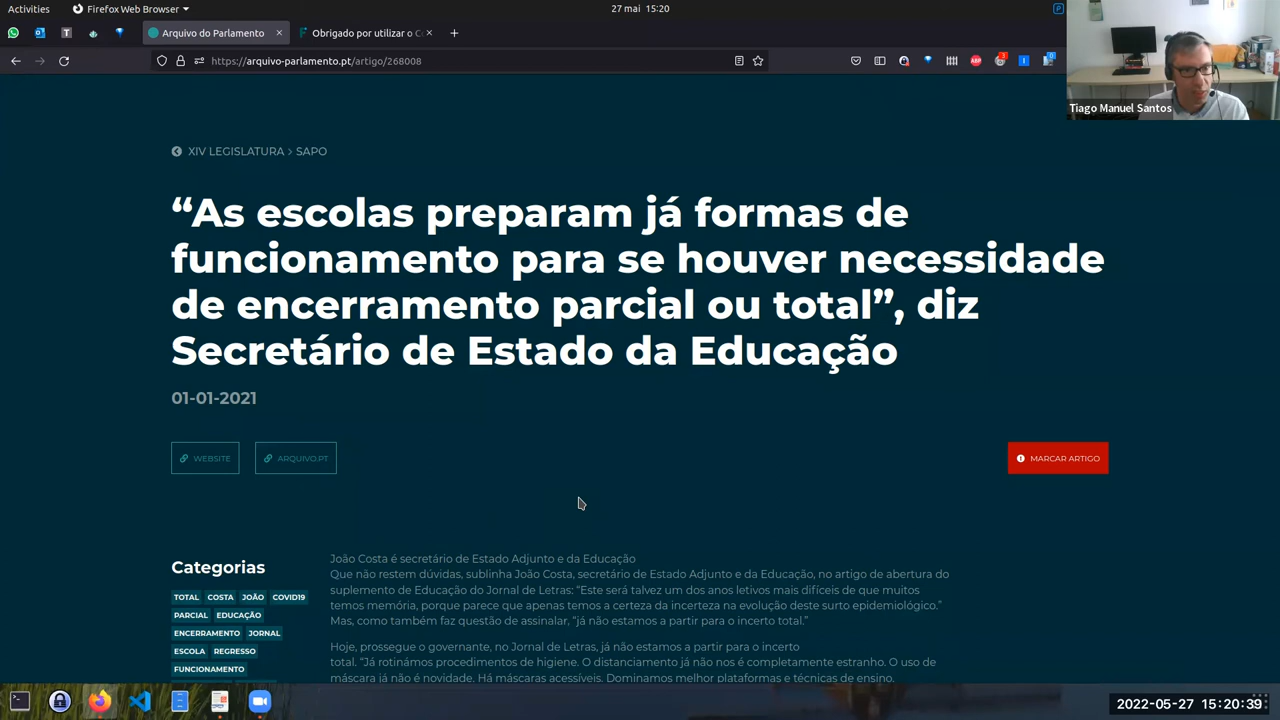 Activities
Firefox Web Browser
27 mai 15:20
Arquivo do Parlamento
Obrigado por utilizar o C
https://arquivo-parlamento.pt/artigo/268008
Tiago Manuel Santos
XIV LEGISLATURA > SAPO
“As escolas preparam já formas de
funcionamento para se houver necessidade
de encerramento parcial ou total”, diz
Secretário de Estado da Educação
01-01-2021
WEBSITE
ARQUIVO.PT
MARCAR ARTIGO
Categorias
TOTAL COSTA JOÃO COVID19
PARCIAL EDUCAÇÃO
ENCERRAMENTO JORNAL
ESCOLA REGRESSO
FUNCIONAMENTO
João Costa é secretário de Estado Adjunto e da Educação
Que não restem dúvidas, sublinha João Costa, secretário de Estado Adjunto e da Educação, no artigo de abertura do
suplemento de Educação do Jornal de Letras: “Este será talvez um dos anos letivos mais difíceis de que muitos
temos memória, porque parece que apenas temos a certeza da incerteza na evolução deste surto epidemiológico.”
Mas, como também faz questão de assinalar, “já não estamos a partir para o incerto total.”
Hoje, prossegue o governante, no Jornal de Letras, já não estamos a partir para o incerto
total. “Já rotinámos procedimentos de higiene. O distanciamento já não nos é completamente estranho. O uso de
máscara já não é novidade. Há máscaras acessíveis. Dominamos melhor plataformas e técnicas de ensino.
2022-05-27 15:20:39